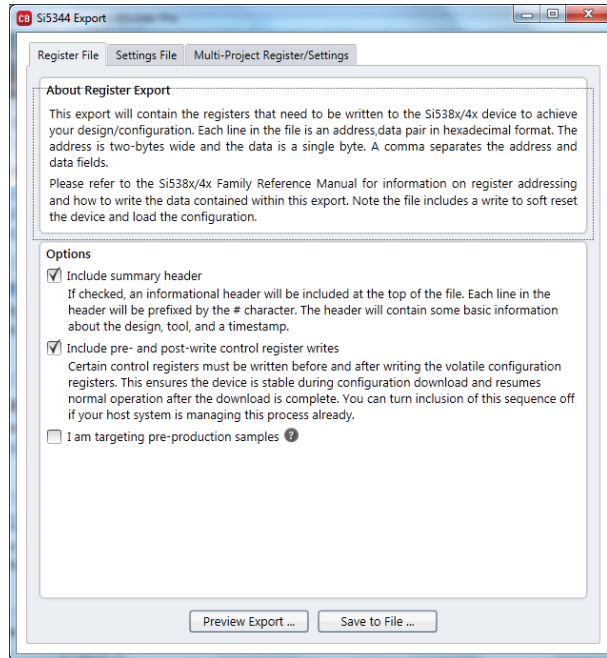 CB Si5344 Export
Register File Settings File Multi-Project Register/Settings
About Register Export
This export will contain the registers that need to be written to the Si538x/4x device to achieve
your design/configuration. Each line in the file is an address,data pair in hexadecimal format. The
address is two-bytes wide and the data is a single byte. A comma separates the address and
data fields.
Please refer to the Si538x/4x Family Reference Manual for information on register addressing
and how to write the data contained within this export. Note the file includes a write to soft reset
the device and load the configuration.
Options
Include summary header
If checked, an informational header will be included at the top of the file. Each line in the
header will be prefixed by the # character. The header will contain some basic information
about the design, tool, and a timestamp.
Include pre- and post-write control register writes
Certain control registers must be written before and after writing the volatile configuration
registers. This ensures the device is stable during configuration download and resumes
normal operation after the download is complete. You can turn inclusion of this sequence off
if your host system is managing this process already.
I am targeting pre-production samples ?
Preview Export ... Save to File ...